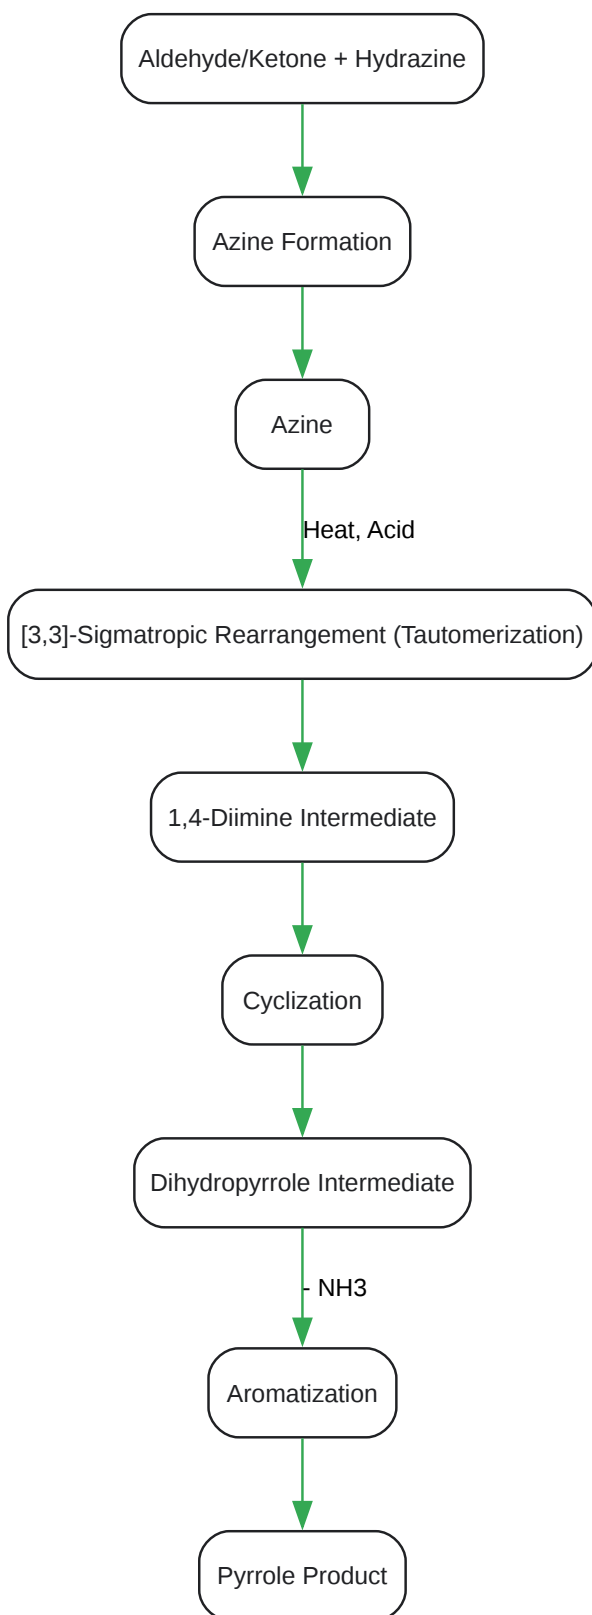 Aldehyde/Ketone + Hydrazine
Azine Formation
Azine
Heat, Acid
[3,3]-Sigmatropic Rearrangement (Tautomerization)
1,4-Diimine Intermediate
Cyclization
Dihydropyrrole Intermediate
- NH3
Aromatization
Pyrrole Product